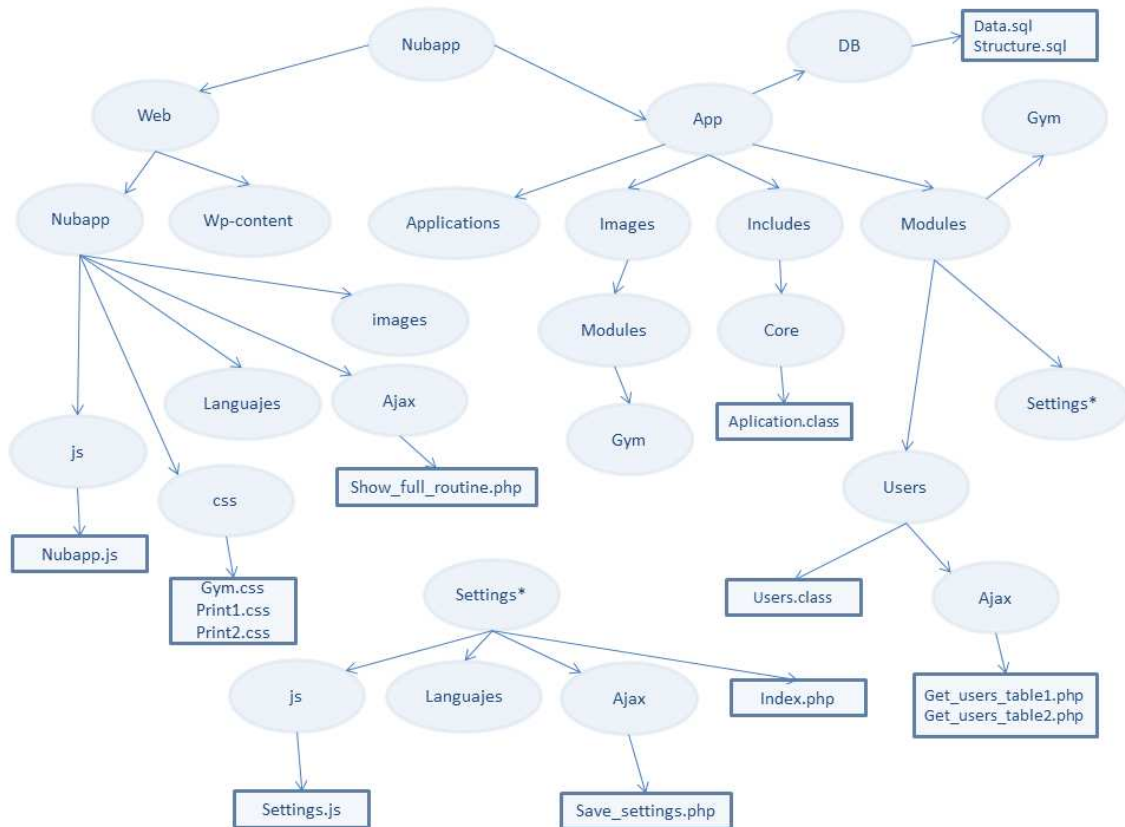 Nubapp
DB
Data.sql
Structure.sql
Web
App
Gym
Nubapp
Wp-content
Applications
Images
Includes
Modules
images
Modules
Core
Languajes
Ajax
Settings*
Aplication.class
Gym
js
Show_full_routine.php
css
Users
Nubapp.js
Gym.css
Print1.css
Print2.css
Settings*
Users.class
Ajax
js
Languajes
Ajax
Index.php
Get_users_table1.php
Get_users_table2.php
Settings.js
Save_settings.php